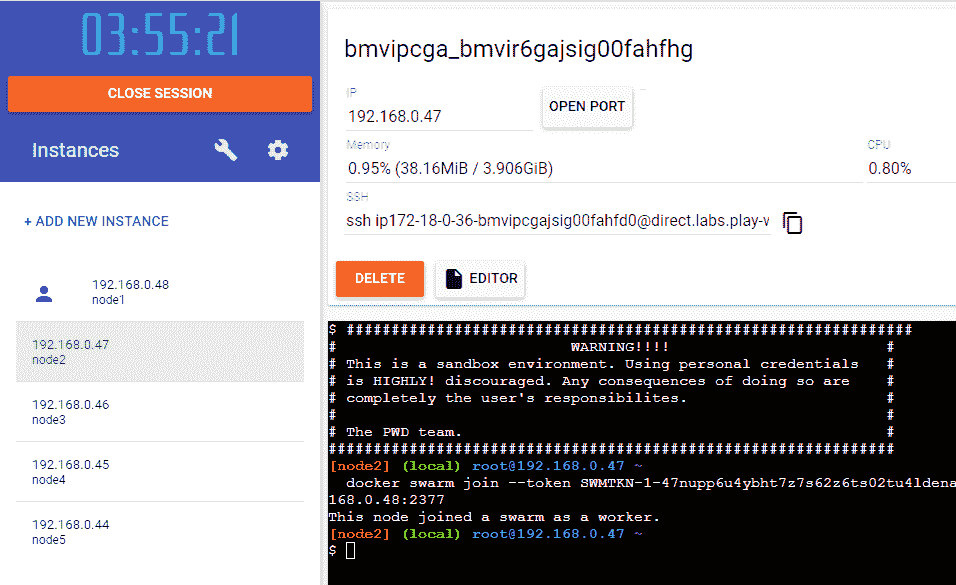 03:55:21
CLOSE SESSION
Instances
+ ADD NEW INSTANCE
192.168.0.48
node1
192.168.0.47
node2
192.168.0.46
node3
192.168.0.45
node4
192.168.0.44
node5
bmvipcga_bmvir6gajsig00fahfhg
IP
192.168.0.47
OPEN PORT
Memory
0.95% (38.16MiB / 3.906GiB)
CPU
0.80%
SSH
ssh ip172-18-0-36-bmvipcgajsig00fahfd0@direct.labs.play-v
DELETE
EDITOR
$ ###############################################################
# WARNING!!!! #
# This is a sandbox environment. Using personal credentials #
# is HIGHLY! discouraged. Any consequences of doing so are #
# completely the user's responsibilites. #
# #
# The PWD team. #
###############################################################
[node2] (local) root@192.168.0.47 ~
docker swarm join --token SWMTKN-1-47nupp6u4ybht7z7s62z6ts02tu4ldena
168.0.48:2377
This node joined a swarm as a worker.
[node2] (local) root@192.168.0.47 ~
$